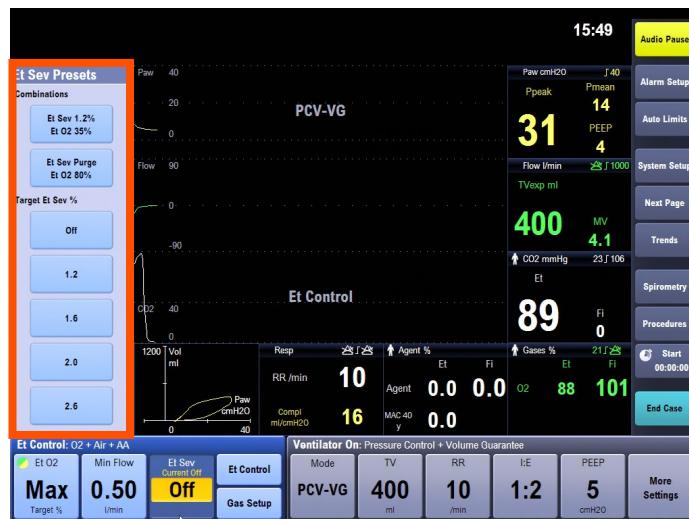 15:49
Audio Pause
Alarm Setup
Auto Limits
System Setup
Next Page
Trends
Spirometry
Procedures
Start
00:00:00
End Case
Et Sev Presets
Combinations
Et Sev 1.2%
Et O2 35%
Et Sev Purge
Et O2 80%
Target Et Sev %
Off
1.2
1.6
2.0
2.6
Paw 40
20
0
PCV-VG
Flow 90
0
-90
Et Control
CO2 40
0
Paw cmH2O 40
Ppeak
31
Pmean
14
PEEP
4
Flow l/min 1000
TVexp ml
400
MV
4.1
CO2 mmHg 23 106
Et
89
Fi
0
1200 Vol
ml
Paw
cmH2O
0 40
Resp
RR /min 10
Compl
ml/cmH2O
16
Agent %
Et Fi
Agent 0.0 0.0
MAC 40
y
0.0
Gases % 21
Et Fi
O2 88 101
Et Control: O2 + Air + AA
Et O2
Max
Target %
Min Flow
0.50
l/min
Et Sev
Current Off
Off
Et Control
Gas Setup
Ventilator On: Pressure Control + Volume Guarantee
Mode
PCV-VG
TV
400
ml
RR
10
/min
I:E
1:2
PEEP
5
cmH2O
More
Settings